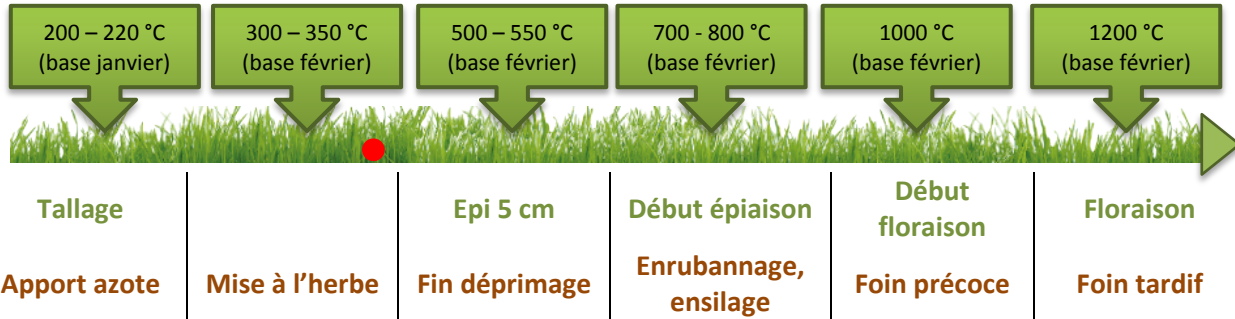 200 – 220 °C
(base janvier)
300 – 350 °C
(base février)
500 – 550 °C
(base février)
700 - 800 °C
(base février)
1000 °C
(base février)
1200 °C
(base février)
Tallage
Epi 5 cm
Début épiaison
Début
floraison
Floraison
Apport azote
Mise à l’herbe
Fin déprimage
Enrubannage,
ensilage
Foin précoce
Foin tardif